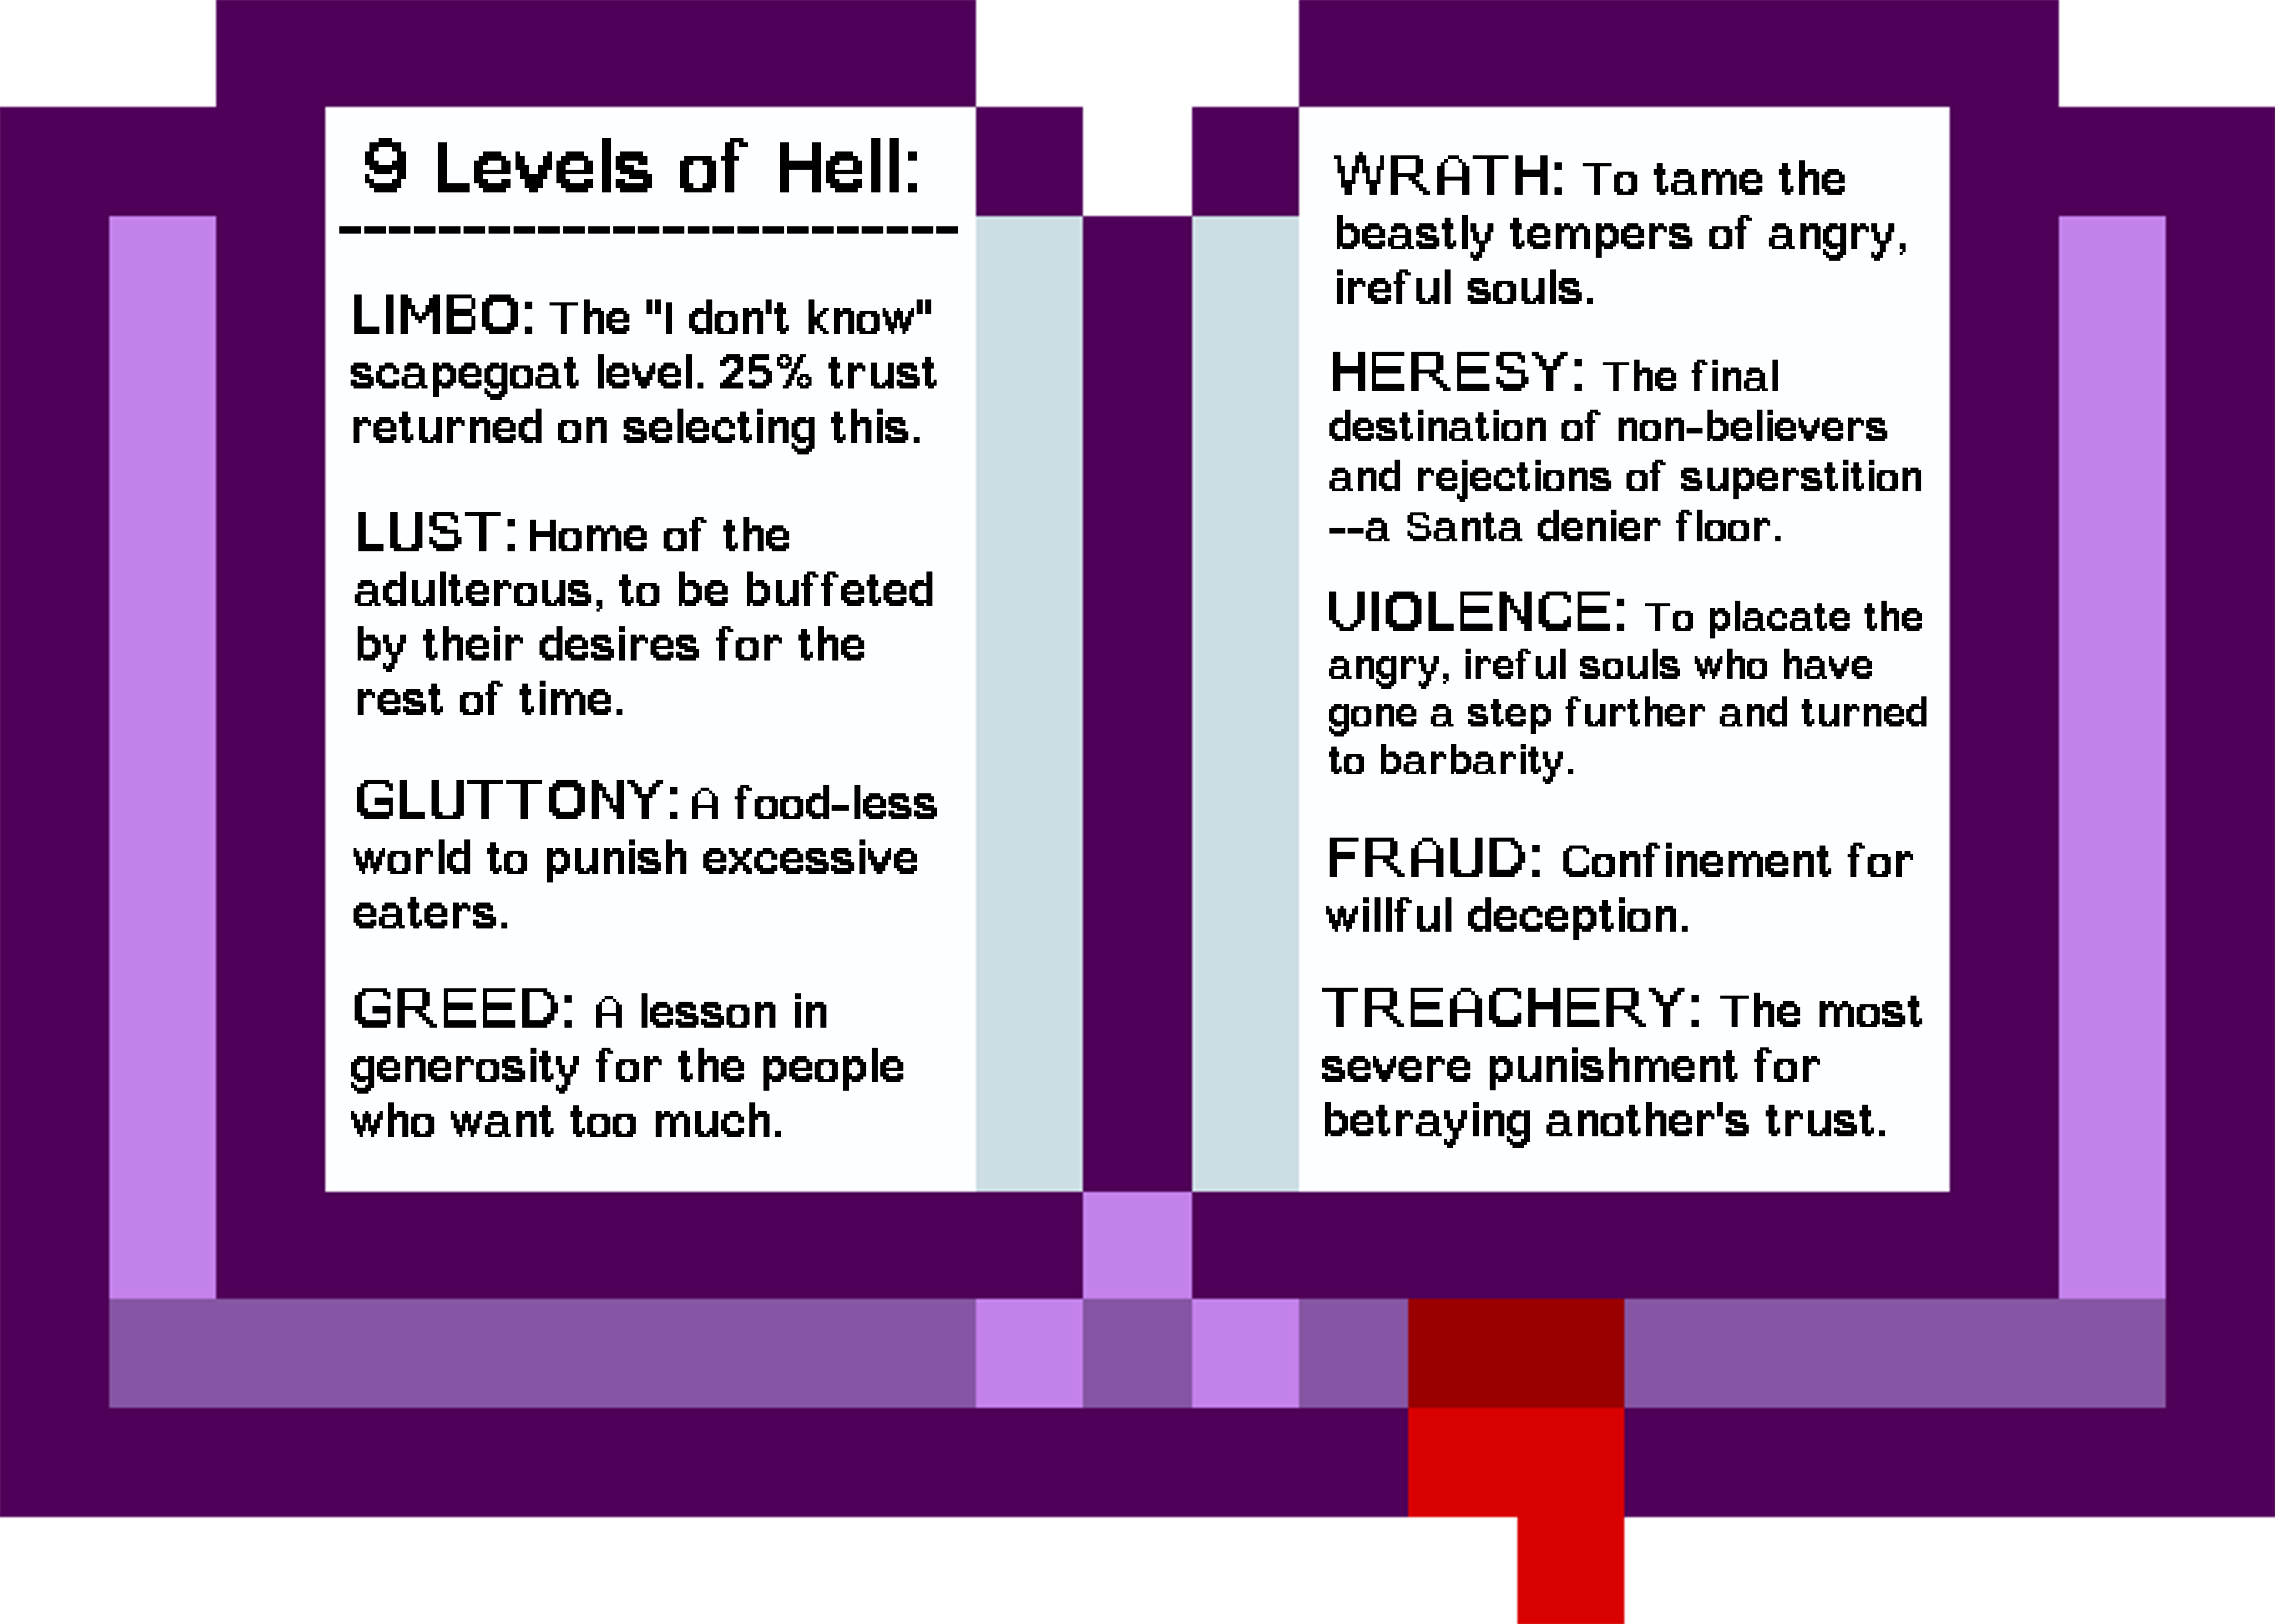 9 Levels of Hell:
-------------------------
LIMBO: The "I don't know"
scapegoat level. 25% trust
returned on selecting this.
LUST: Home of the
adulterous, to be buffeted
by their desires for the
rest of time.
GLUTTONY: A food-less
world to punish excessive
eaters.
GREED: A lesson in
generosity for the people
who want too much.
WRATH: To tame the
beastly tempers of angry,
ireful souls.
HERESY: The final
destination of non-believers
and rejections of superstition
--a Santa denier floor.
VIOLENCE: To placate the
angry, ireful souls who have
gone a step further and turned
to barbarity.
FRAUD: Confinement for
willful deception.
TREACHERY: The most
severe punishment for
betraying another's trust.